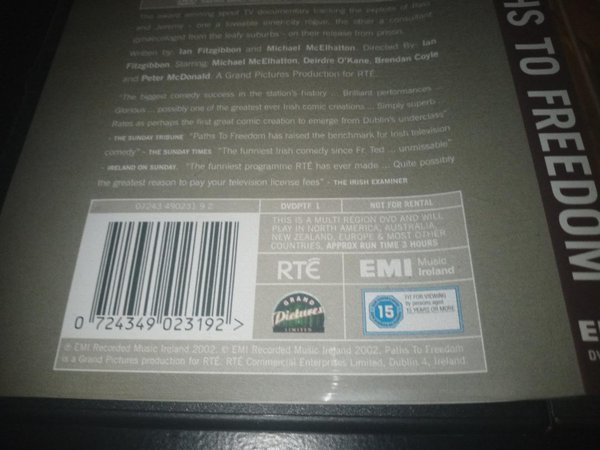 The award winning spoof TV documentary tracking the exploits of Rats
and Jeremy - one a loveable inner-city rogue, the other a consultant
gynaecologist from the leafy suburbs - on their release from prison.
Written by: Ian Fitzgibbon and Michael McElhatton. Directed By: Ian
Fitzgibbon. Starring: Michael McElhatton, Deirdre O'Kane, Brendan Coyle
and Peter McDonald. A Grand Pictures Production for RTÉ.
"The biggest comedy success in the station's history ... Brilliant performances -
Glorious ... possibly one of the greatest ever Irish comic creations ... Simply superb -
Rats as perhaps the first great comic creation to emerge from Dublin's underclass"
- THE SUNDAY TRIBUNE "Paths To Freedom has raised the benchmark for Irish television
comedy" - THE SUNDAY TIMES "The funniest Irish comedy since Fr. Ted ... unmissable"
- IRELAND ON SUNDAY. "The funniest programme RTÉ has ever made ... Quite possibly
the greatest reason to pay your television license fees" - THE IRISH EXAMINER
07243 490231 9 2
DVDPTF 1
NOT FOR RENTAL
THIS IS A MULTI REGION DVD AND WILL
PLAY IN NORTH AMERICA, AUSTRALIA,
NEW ZEALAND, EUROPE & MOST OTHER
COUNTRIES. APPROX RUN TIME 3 HOURS
RTÉ
EMI Music
Ireland
GRAND
Pictures
LIMITED
15
FIT FOR VIEWING
by persons aged
15 YEARS OR MORE
0 724349 023192 >
℗ EMI Recorded Music Ireland 2002. © EMI Recorded Music Ireland 2002. Paths To Freedom
is a Grand Pictures production for RTÉ. RTÉ Commercial Enterprises Limited, Dublin 4, Ireland.
HS TO FREEDOM
E
DV